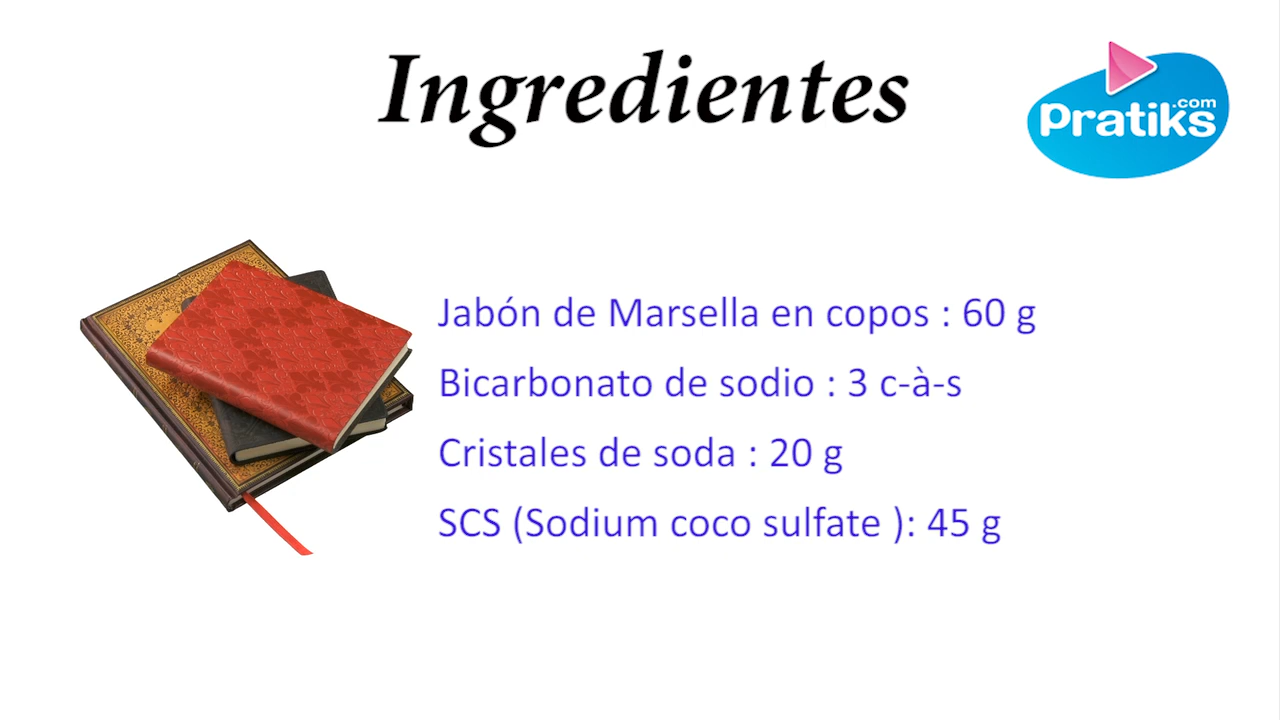 Ingredientes
Pratiks.com
Jabón de Marsella en copos : 60 g
Bicarbonato de sodio : 3 c-à-s
Cristales de soda : 20 g
SCS (Sodium coco sulfate ): 45 g